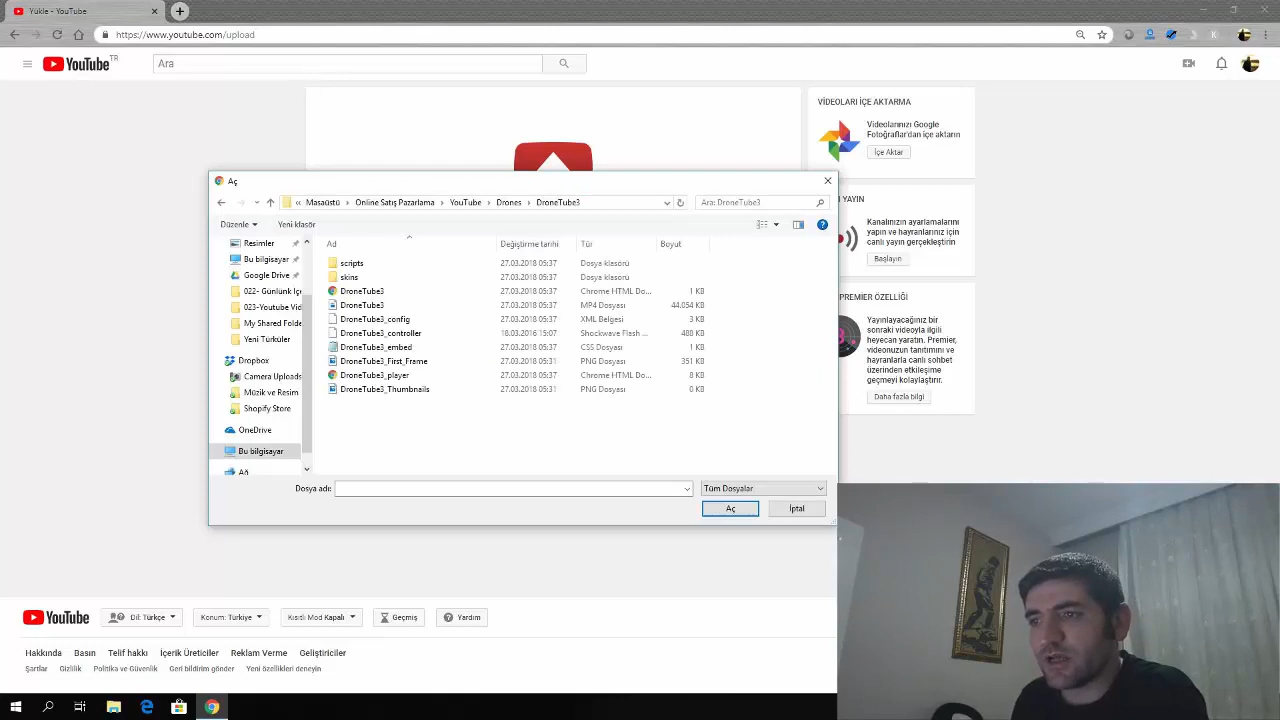 Yükle - YouTube
https://www.youtube.com/upload
YouTube TR
Ara
VİDEOLARI İÇE AKTARMA
Videolarınızı Google
Fotoğraflar'dan içe aktarın
İçe Aktar
YAYIN
Kanalınızın ayarlamalarını
yapın ve hayranlarınız için
canlı yayın gerçekleştirin
Başlayın
PREMIER ÖZELLİĞİ
Yayınlayacağınız bir
sonraki videoyla ilgili
heyecan yaratın. Premier,
videonuzun tanıtımını ve
hayranlarla canlı sohbet
üzerinden etkileşime
geçmeyi kolaylaştırır.
Daha fazla bilgi
Aç
« Masaüstü > Online Satış Pazarlama > YouTube > Drones > DroneTube3
Ara: DroneTube3
Düzenle
Yeni klasör
Resimler
Bu bilgisayar
Google Drive
022- Günlük İçe
023-Youtube Vid
My Shared Folde
Yeni Türküler
Dropbox
Camera Uploads
Müzik ve Resim
Shopify Store
OneDrive
Bu bilgisayar
Ağ
Ad Değiştirme tarihi Tür Boyut
scripts 27.03.2018 05:37 Dosya klasörü
skins 27.03.2018 05:37 Dosya klasörü
DroneTube3 27.03.2018 05:37 Chrome HTML Do... 1 KB
DroneTube3 27.03.2018 05:37 MP4 Dosyası 44.054 KB
DroneTube3_config 27.03.2018 05:37 XML Belgesi 3 KB
DroneTube3_controller 18.03.2016 15:07 Shockwave Flash ... 488 KB
DroneTube3_embed 27.03.2018 05:37 CSS Dosyası 1 KB
DroneTube3_First_Frame 27.03.2018 05:31 PNG Dosyası 351 KB
DroneTube3_player 27.03.2018 05:37 Chrome HTML Do... 8 KB
DroneTube3_Thumbnails 27.03.2018 05:31 PNG Dosyası 0 KB
Dosya adı:
Tüm Dosyalar
Aç
İptal
YouTube
Dil: Türkçe
Konum: Türkiye
Kısıtlı Mod Kapalı
Geçmiş
Yardım
Hakkında Basın Telif hakkı İçerik Üreticileri Reklam Verme Geliştiriciler
Şartlar Gizlilik Politika ve Güvenlik Geri bildirim gönder Yeni özellikleri deneyin